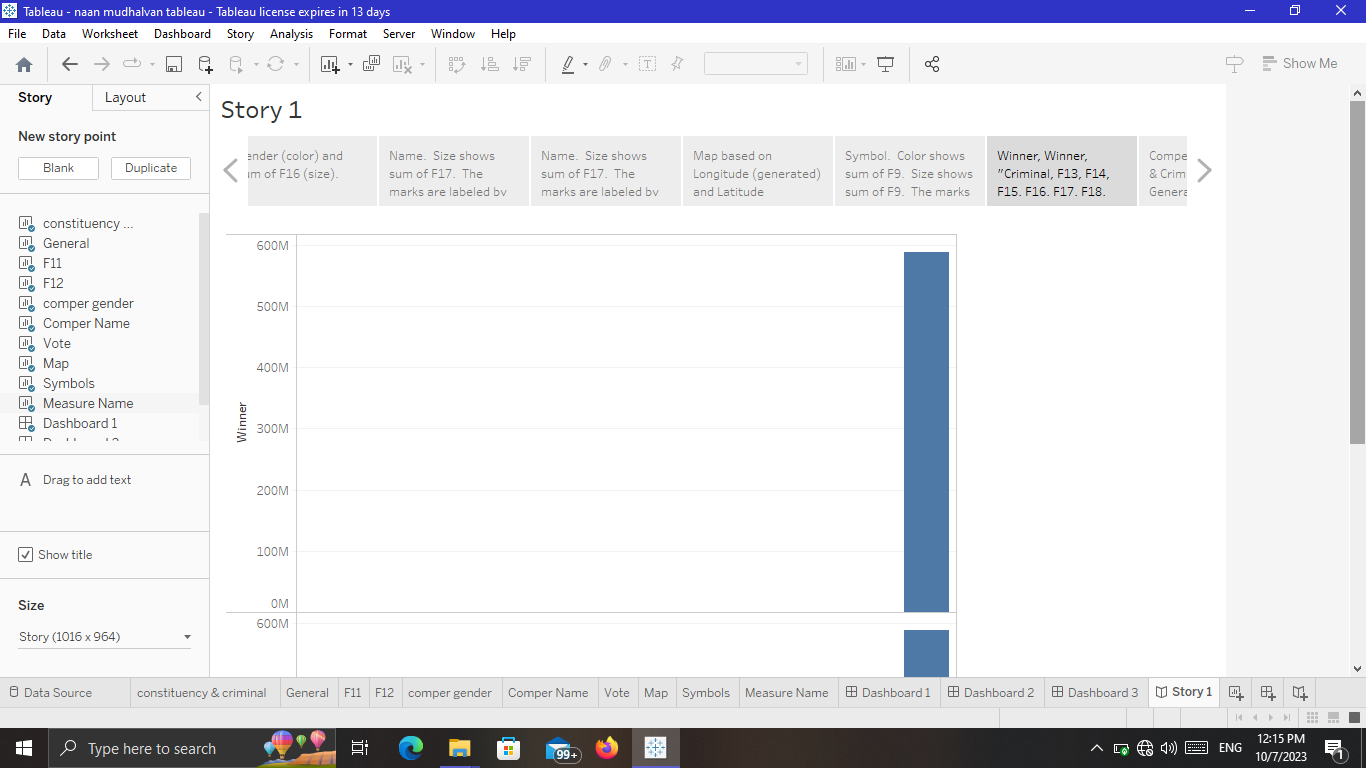 Tableau - naan mudhalvan tableau - Tableau license expires in 13 days
File Data Worksheet Dashboard Story Analysis Format Server Window Help
Show Me
Story Layout
New story point
Blank Duplicate
constituency ...
General
F11
F12
comper gender
Comper Name
Vote
Map
Symbols
Measure Name
Dashboard 1
A Drag to add text
Show title
Size
Story (1016 x 964)
Story 1
ender (color) and
um of F16 (size).
Name. Size shows
sum of F17. The
marks are labeled by
Name. Size shows
sum of F17. The
marks are labeled by
Map based on
Longitude (generated)
and Latitude
Symbol. Color shows
sum of F9. Size shows
sum of F9. The marks
Winner, Winner,
"Criminal, F13, F14,
F15, F16, F17, F18,
Compe
& Crim
Genera
600M
500M
400M
300M
200M
100M
0M
Winner
600M
Data Source constituency & criminal General F11 F12 comper gender Comper Name Vote Map Symbols Measure Name Dashboard 1 Dashboard 2 Dashboard 3 Story 1
Type here to search
99+
ENG
12:15 PM
10/7/2023
1